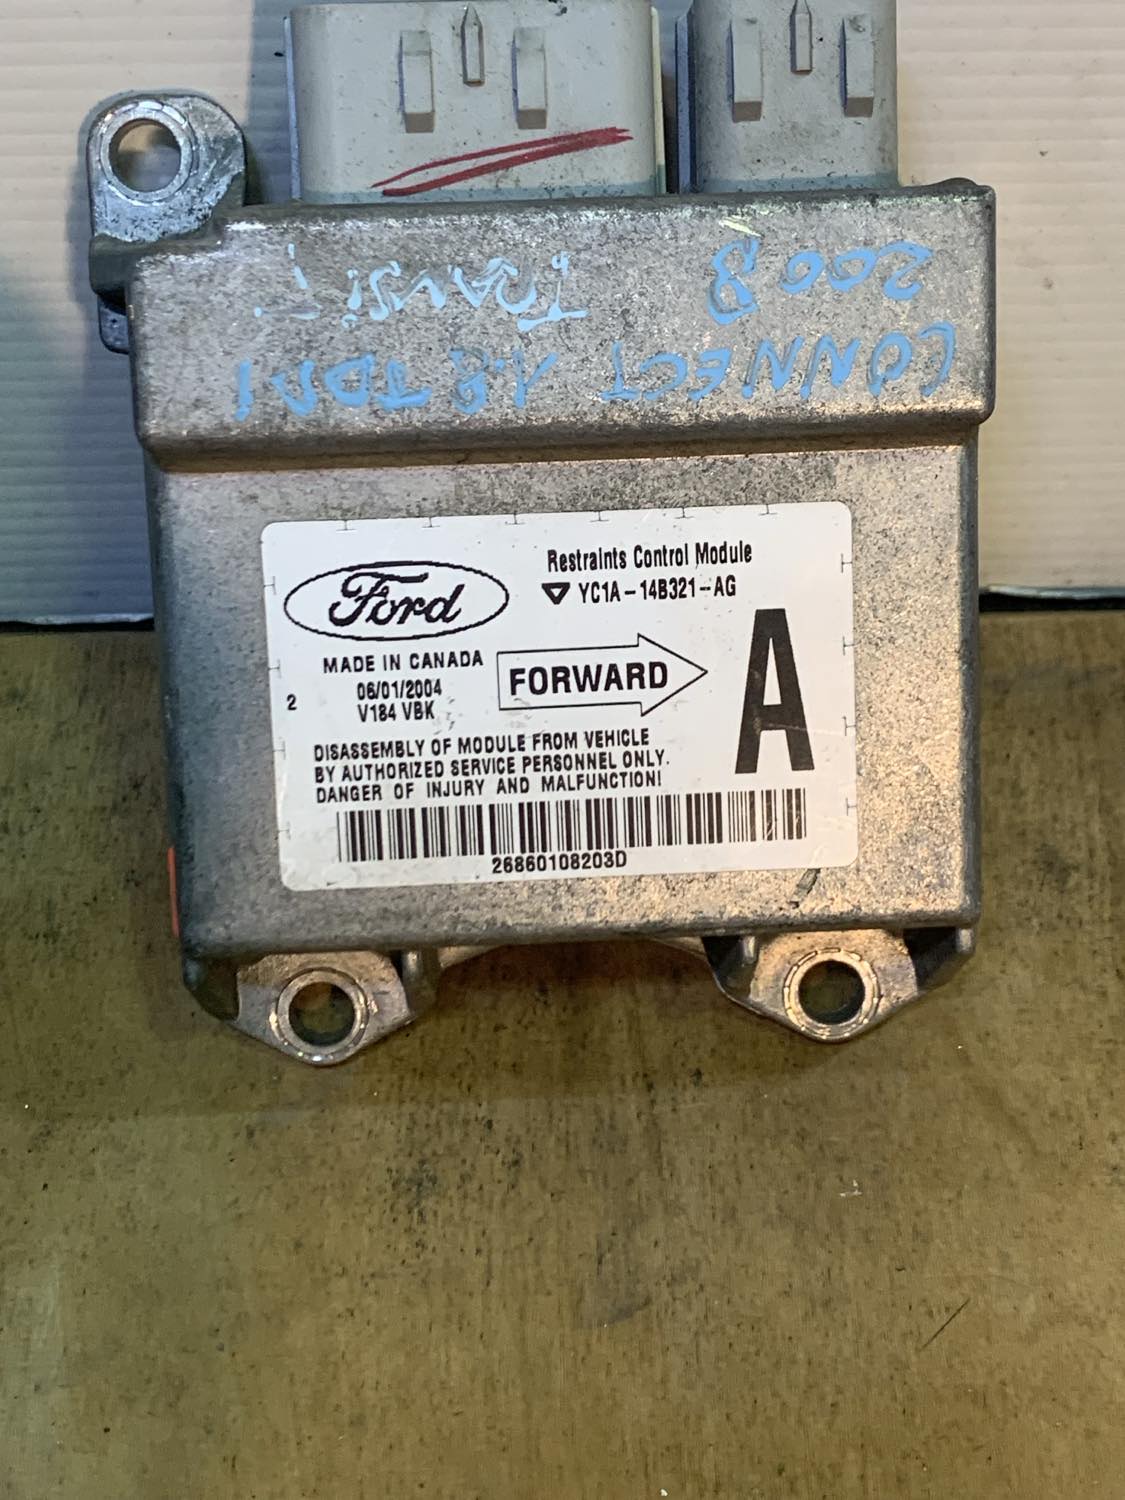 TRANSIT 2008
CONNECT 1.8 TDDI
Ford
Restraints Control Module
YC1A-14B321-AG
MADE IN CANADA
06/01/2004
V184 VBK
2
FORWARD
A
DISASSEMBLY OF MODULE FROM VEHICLE
BY AUTHORIZED SERVICE PERSONNEL ONLY.
DANGER OF INJURY AND MALFUNCTION!
26860108203D